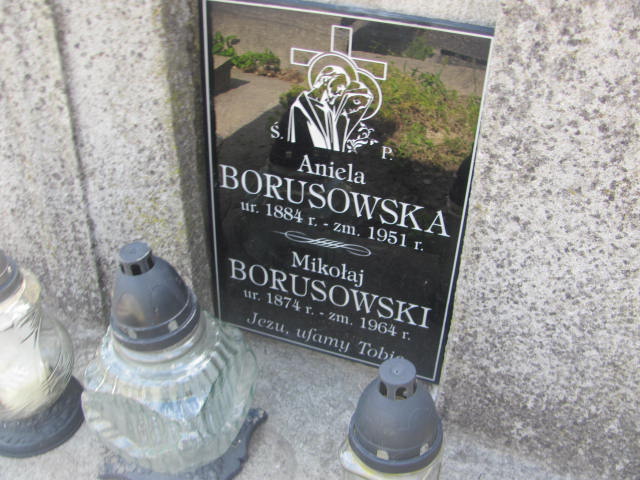 Ś. P.
Aniela
BORUSOWSKA
ur. 1884 r. - zm. 1951 r.
Mikołaj
BORUSOWSKI
ur. 1874 r. - zm. 1964 r.
Jezu, ufamy Tobie